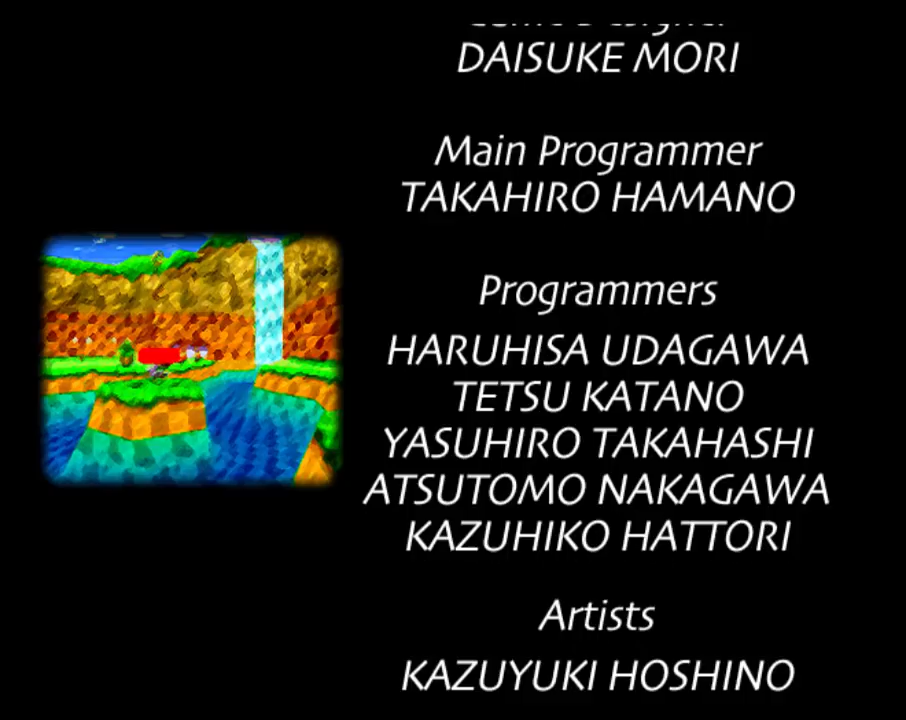 DAISUKE MORI
Main Programmer
TAKAHIRO HAMANO
Programmers
HARUHISA UDAGAWA
TETSU KATANO
YASUHIRO TAKAHASHI
ATSUTOMO NAKAGAWA
KAZUHIKO HATTORI
Artists
KAZUYUKI HOSHINO